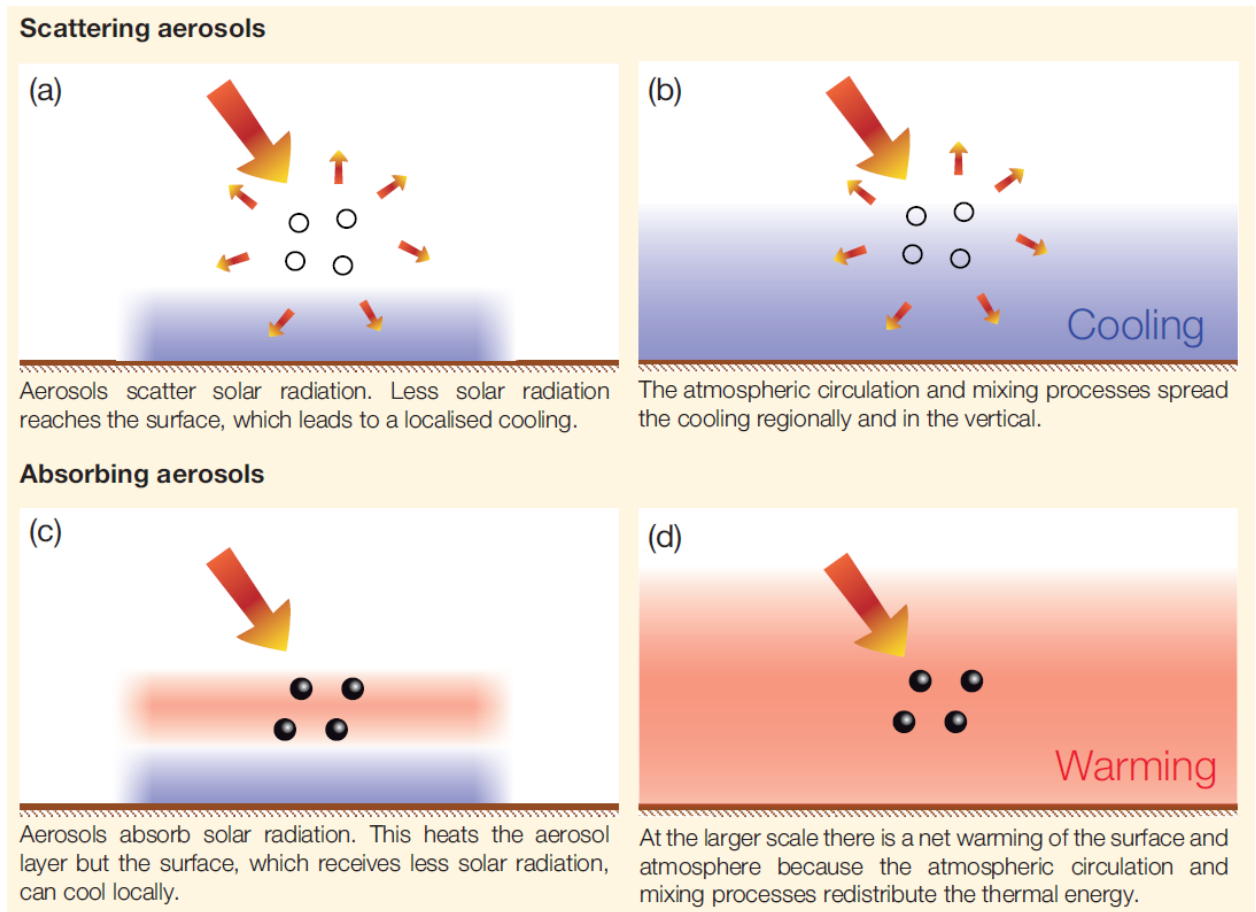 Scattering aerosols
(a)
(b)
Cooling
Aerosols scatter solar radiation. Less solar radiation
reaches the surface, which leads to a localised cooling.
The atmospheric circulation and mixing processes spread
the cooling regionally and in the vertical.
Absorbing aerosols
(c)
(d)
Warming
Aerosols absorb solar radiation. This heats the aerosol
layer but the surface, which receives less solar radiation,
can cool locally.
At the larger scale there is a net warming of the surface and
atmosphere because the atmospheric circulation and
mixing processes redistribute the thermal energy.